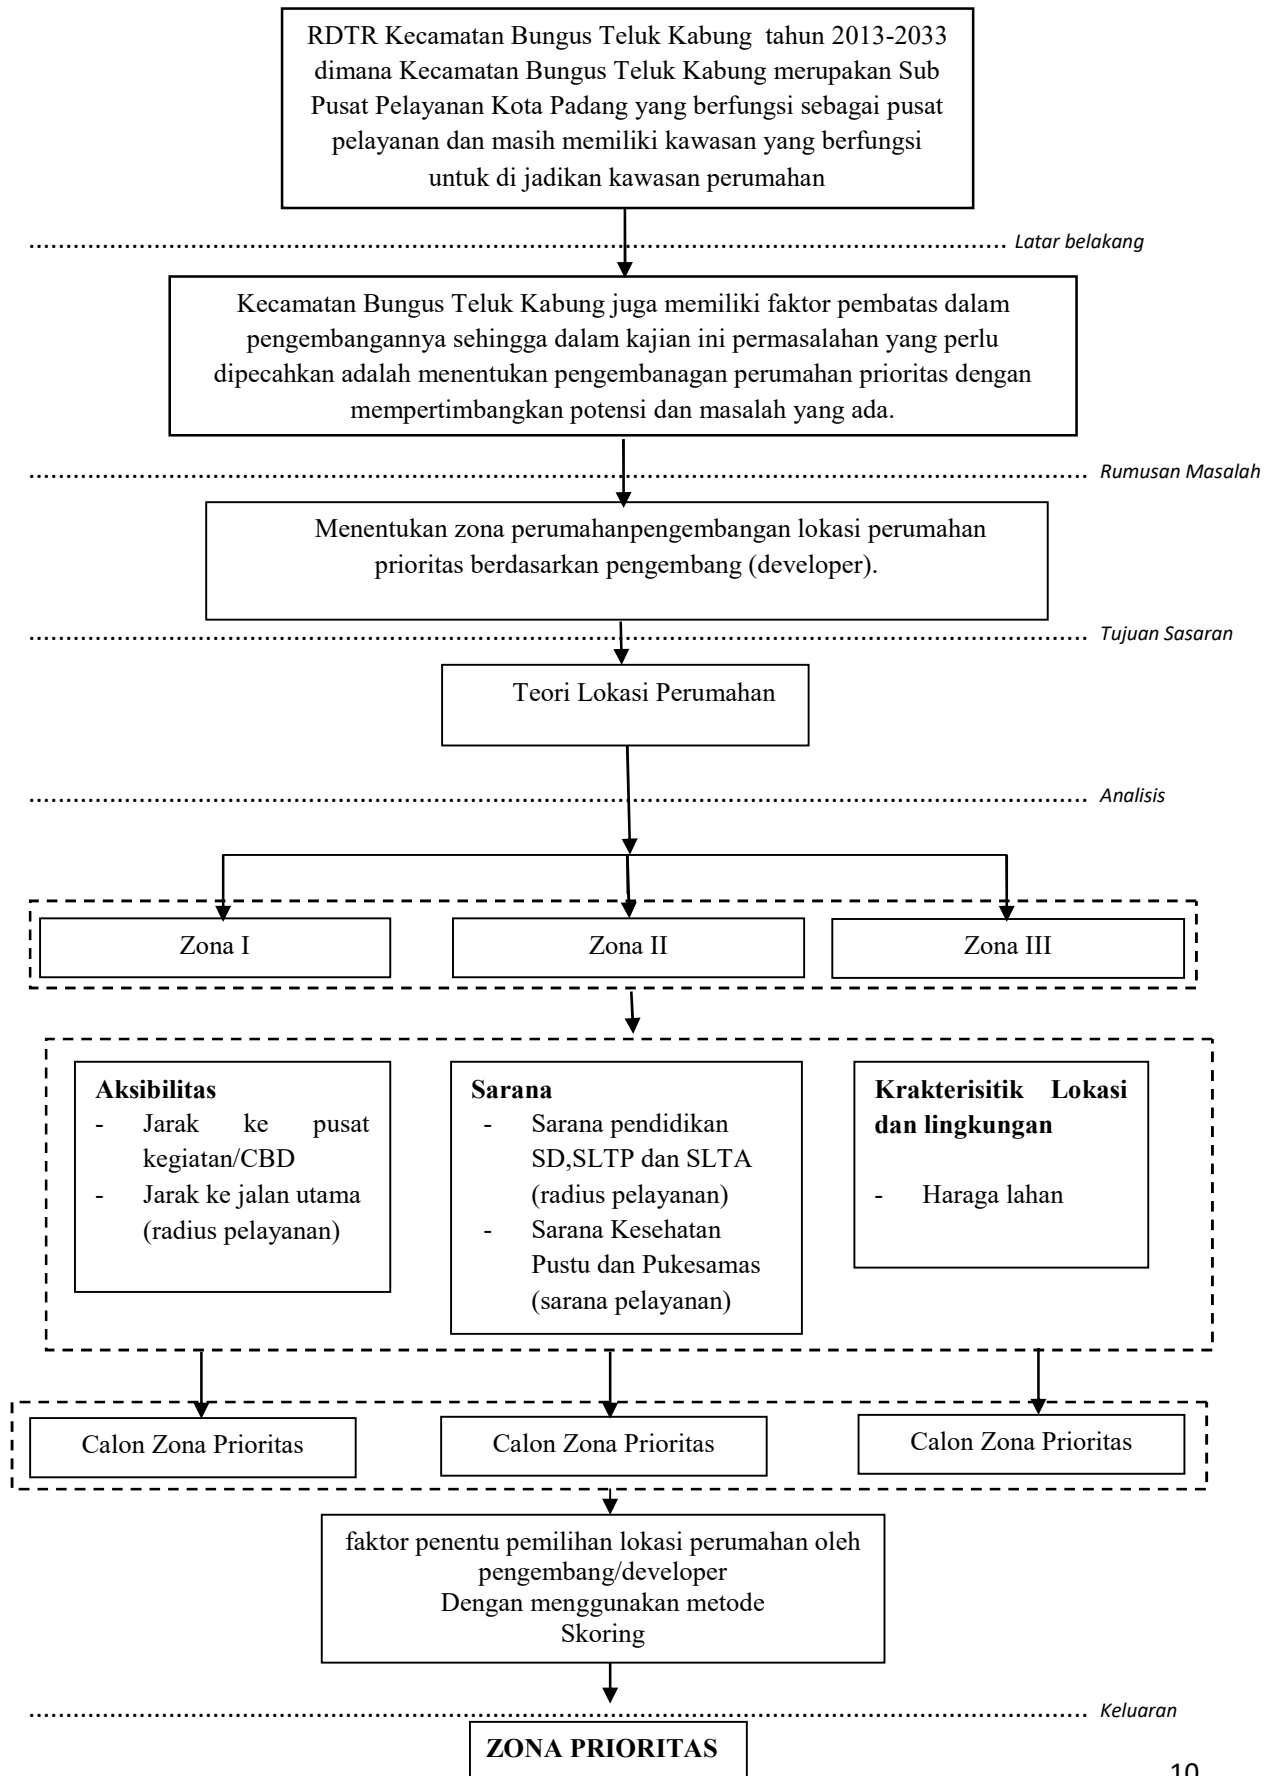 RDTR Kecamatan Bungus Teluk Kabung tahun 2013-2033
dimana Kecamatan Bungus Teluk Kabung merupakan Sub
Pusat Pelayanan Kota Padang yang berfungsi sebagai pusat
pelayanan dan masih memiliki kawasan yang berfungsi
untuk di jadikan kawasan perumahan
Latar belakang
Kecamatan Bungus Teluk Kabung juga memiliki faktor pembatas dalam
pengembangannya sehingga dalam kajian ini permasalahan yang perlu
dipecahkan adalah menentukan pengembanagan perumahan prioritas dengan
mempertimbangkan potensi dan masalah yang ada.
Rumusan Masalah
Menentukan zona perumahanpengembangan lokasi perumahan
prioritas berdasarkan pengembang (developer).
Tujuan Sasaran
Teori Lokasi Perumahan
Analisis
Zona I
Zona II
Zona III
Aksibilitas
- Jarak ke pusat
kegiatan/CBD
- Jarak ke jalan utama
(radius pelayanan)
Sarana
- Sarana pendidikan
SD,SLTP dan SLTA
(radius pelayanan)
- Sarana Kesehatan
Pustu dan Pukesamas
(sarana pelayanan)
Krakterisitik Lokasi
dan lingkungan
- Haraga lahan
Calon Zona Prioritas
Calon Zona Prioritas
Calon Zona Prioritas
faktor penentu pemilihan lokasi perumahan oleh
pengembang/developer
Dengan menggunakan metode
Skoring
Keluaran
ZONA PRIORITAS
10